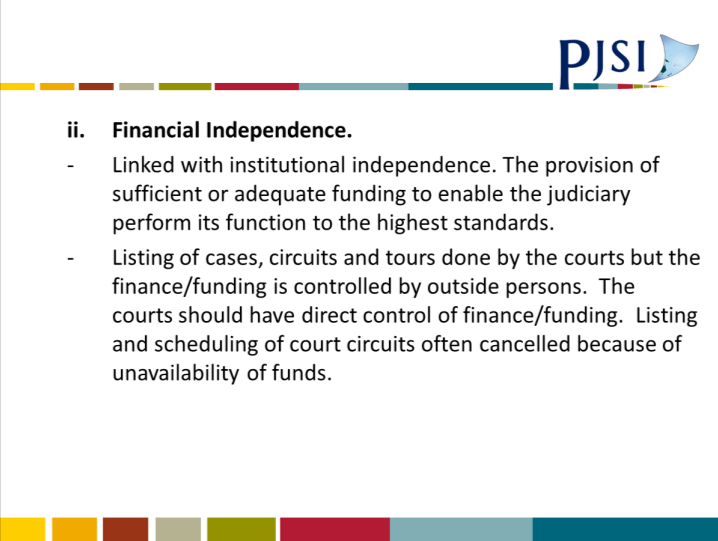 PJSI
ii. Financial Independence.
- Linked with institutional independence. The provision of
sufficient or adequate funding to enable the judiciary
perform its function to the highest standards.
- Listing of cases, circuits and tours done by the courts but the
finance/funding is controlled by outside persons.  The
courts should have direct control of finance/funding.  Listing
and scheduling of court circuits often cancelled because of
unavailability of funds.